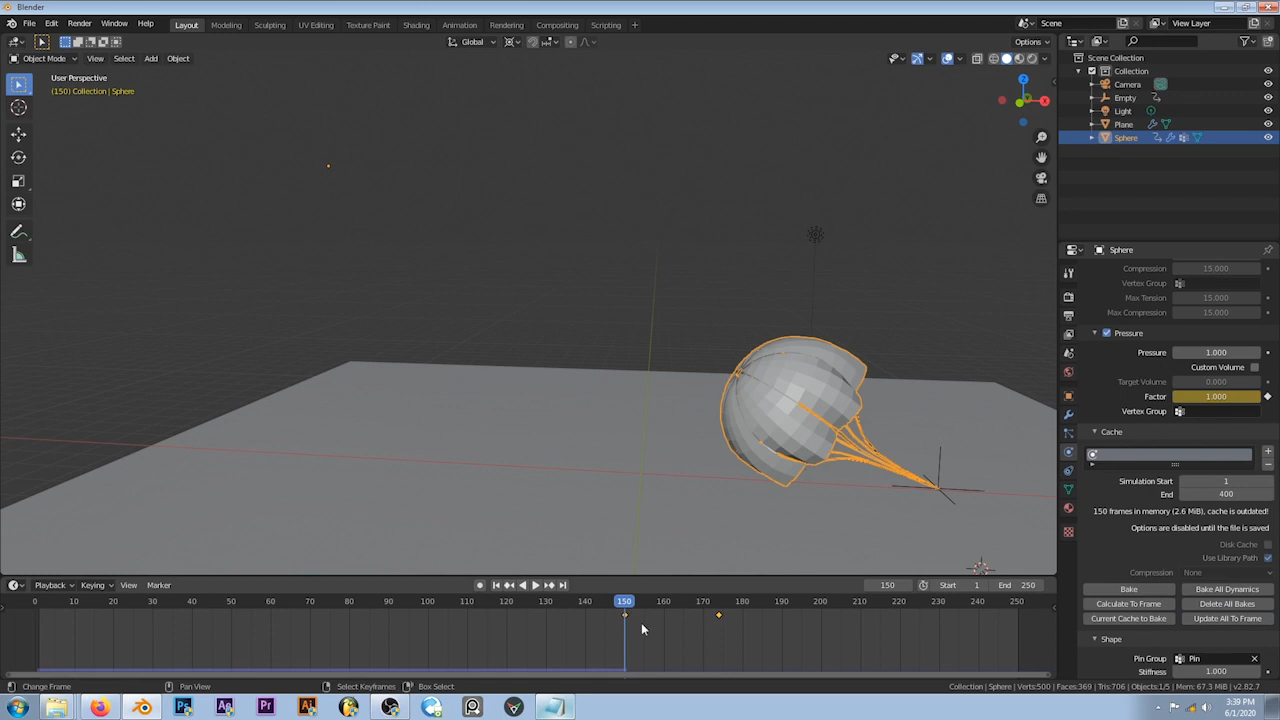 Blender
File Edit Render Window Help Layout Modeling Sculpting UV Editing Texture Paint Shading Animation Rendering Compositing Scripting + Scene View Layer
Global Options
Object Mode View Select Add Object
User Perspective
(150) Collection | Sphere
Z
X
Scene Collection
Collection
Camera
Empty
Light
Plane
Sphere
Sphere
Compression 15.000
Vertex Group
Max Tension 15.000
Max Compression 15.000
Pressure
Pressure 1.000
Custom Volume
Target Volume 0.000
Factor 1.000
Vertex Group
Cache
Simulation Start 1
End 400
150 frames in memory (2.6 MiB), cache is outdated!
Options are disabled until the file is saved
Disk Cache
Use Library Path
Compression None
Bake Bake All Dynamics
Calculate To Frame Delete All Bakes
Current Cache to Bake Update All To Frame
Shape
Pin Group Pin
Stiffness 1.000
Playback Keying View Marker 150 Start 1 End 250
0 10 20 30 40 50 60 70 80 90 100 110 120 130 140 150 160 170 180 190 200 210 220 230 240 250
Change Frame Pan View Select Keyframes Box Select Collection | Sphere | Verts:500 | Faces:369 | Tris:706 | Objects:1/5 | Mem: 67.3 MiB | v2.82.7
Ps Ae Pr Ai
3:39 PM
6/1/2020